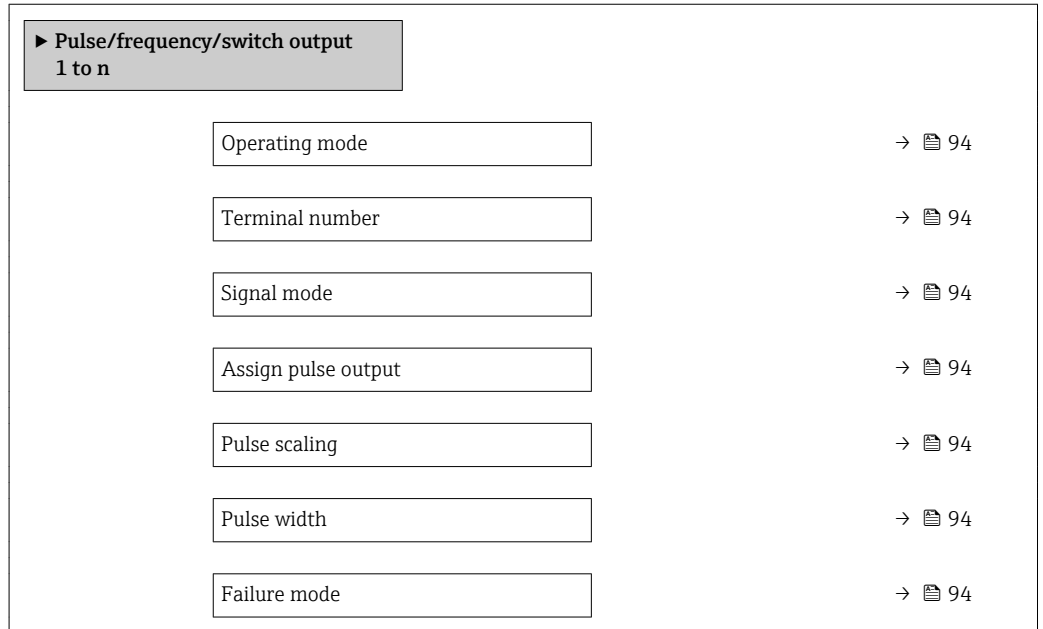 ▶ Pulse/frequency/switch output
1 to n
Operating mode → 94
Terminal number → 94
Signal mode → 94
Assign pulse output → 94
Pulse scaling → 94
Pulse width → 94
Failure mode → 94